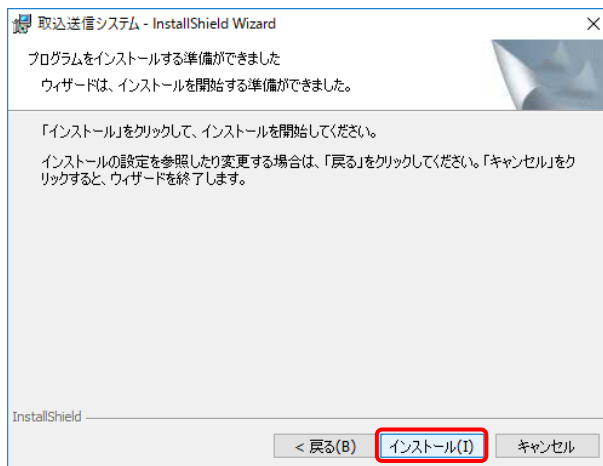 取込送信システム - InstallShield Wizard
プログラムをインストールする準備ができました
ウィザードは、インストールを開始する準備ができました。
「インストール」をクリックして、インストールを開始してください。
インストールの設定を参照したり変更する場合は、「戻る」をクリックしてください。「キャンセル」をク
リックすると、ウィザードを終了します。
InstallShield
< 戻る(B) インストール(I) キャンセル